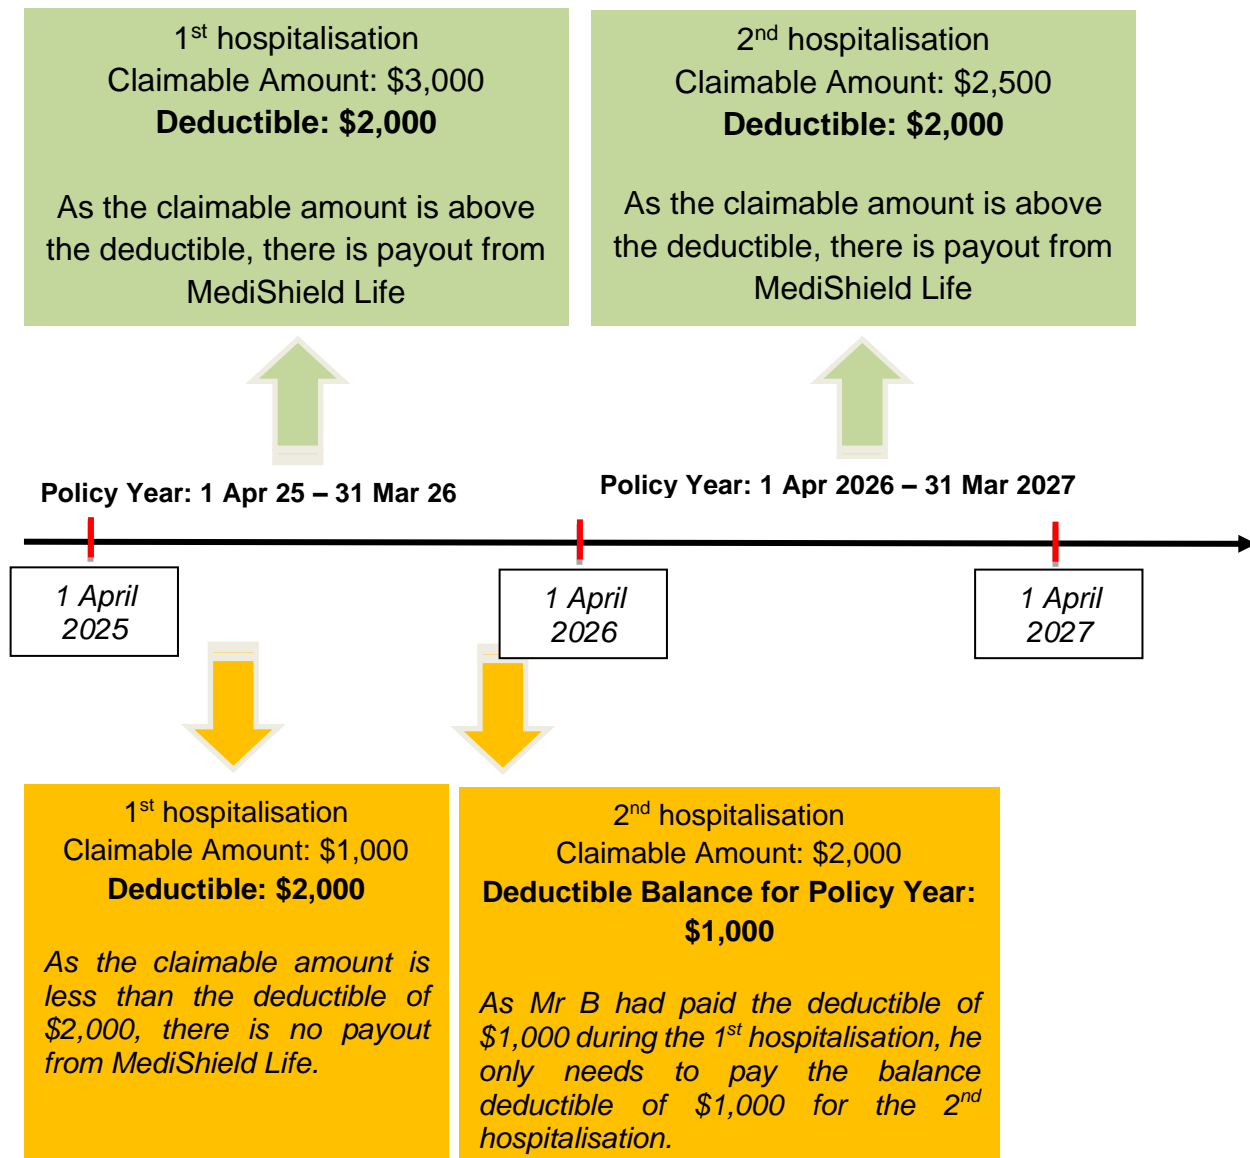 1st hospitalisation
Claimable Amount: $3,000
Deductible: $2,000
As the claimable amount is above
the deductible, there is payout from
MediShield Life
2nd hospitalisation
Claimable Amount: $2,500
Deductible: $2,000
As the claimable amount is above
the deductible, there is payout from
MediShield Life
Policy Year: 1 Apr 25 – 31 Mar 26
Policy Year: 1 Apr 2026 – 31 Mar 2027
1 April
2025
1 April
2026
1 April
2027
1st hospitalisation
Claimable Amount: $1,000
Deductible: $2,000
As the claimable amount is
less than the deductible of
$2,000, there is no payout
from MediShield Life.
2nd hospitalisation
Claimable Amount: $2,000
Deductible Balance for Policy Year:
$1,000
As Mr B had paid the deductible of
$1,000 during the 1st hospitalisation, he
only needs to pay the balance
deductible of $1,000 for the 2nd
hospitalisation.